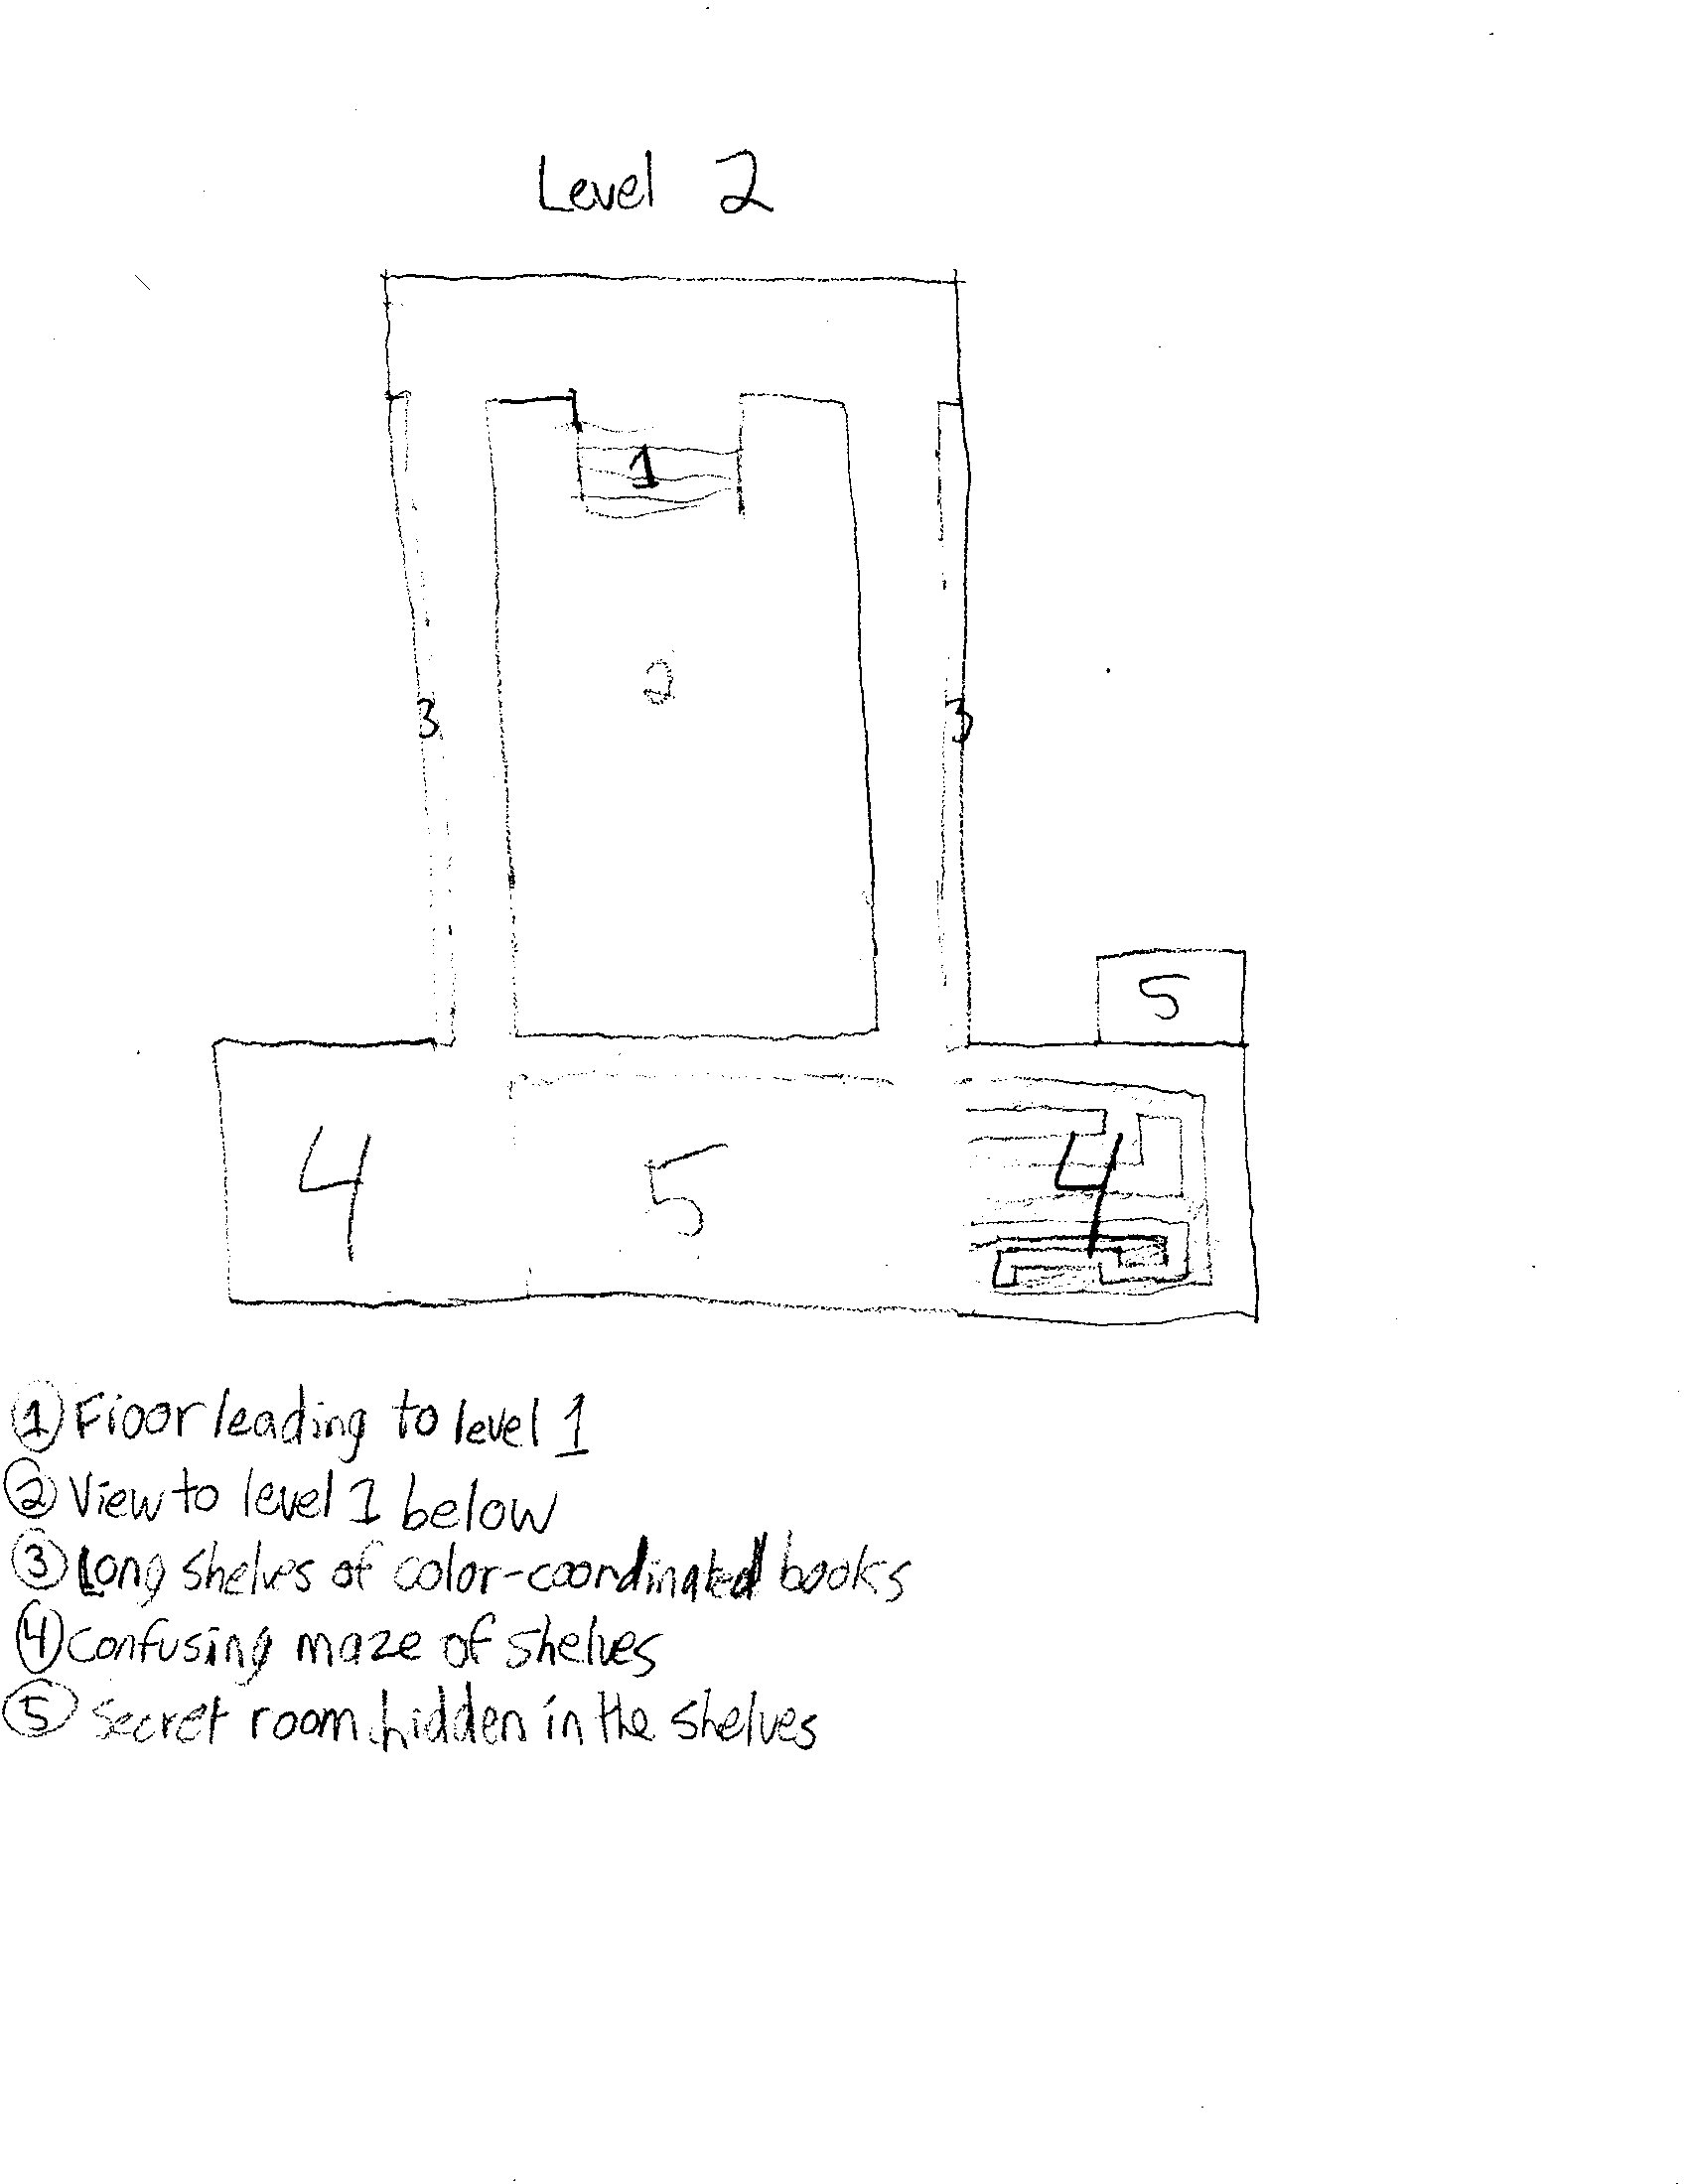 Level 2
1
2
3 3
5
4 5 4
① Floor leading to level 1
② View to level 1 below
③ Long shelves of color-coordinated books
④ confusing maze of shelves
⑤ Secret room hidden in the shelves